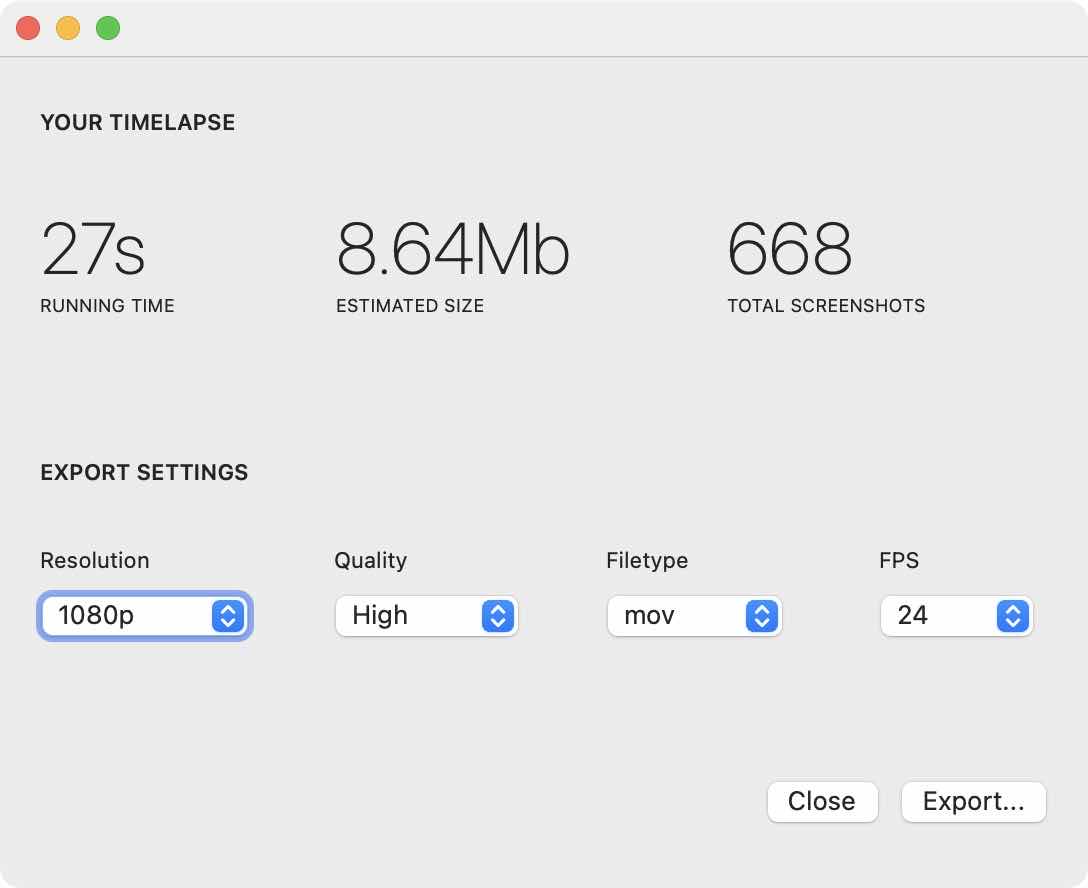 YOUR TIMELAPSE
27s 8.64Mb 668
RUNNING TIME ESTIMATED SIZE TOTAL SCREENSHOTS
EXPORT SETTINGS
Resolution Quality Filetype FPS
1080p High mov 24
Close Export...